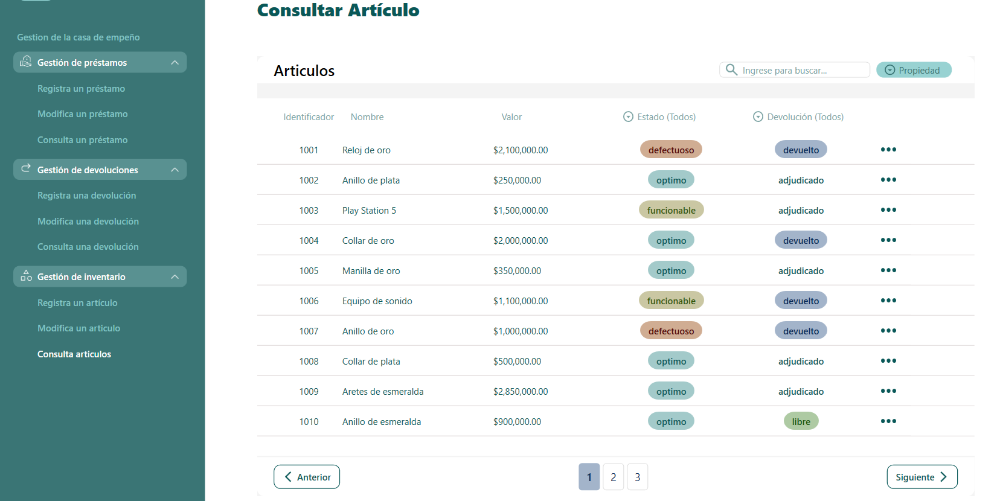 Consultar Artículo
Gestion de la casa de empeño
Gestión de préstamos
Registra un préstamo
Modifica un préstamo
Consulta un préstamo
Gestión de devoluciones
Registra una devolución
Modifica una devolución
Consulta una devolución
Gestión de inventario
Registra un artículo
Modifica un articulo
Consulta articulos
Articulos
Ingrese para buscar...
Propiedad
Identificador Nombre Valor Estado (Todos) Devolución (Todos)
1001 Reloj de oro $2,100,000.00 defectuoso devuelto
1002 Anillo de plata $250,000.00 optimo adjudicado
1003 Play Station 5 $1,500,000.00 funcionable adjudicado
1004 Collar de oro $2,000,000.00 optimo devuelto
1005 Manilla de oro $350,000.00 optimo adjudicado
1006 Equipo de sonido $1,100,000.00 funcionable devuelto
1007 Anillo de oro $1,000,000.00 defectuoso devuelto
1008 Collar de plata $500,000.00 optimo adjudicado
1009 Aretes de esmeralda $2,850,000.00 optimo adjudicado
1010 Anillo de esmeralda $900,000.00 optimo libre
Anterior 1 2 3 Siguiente